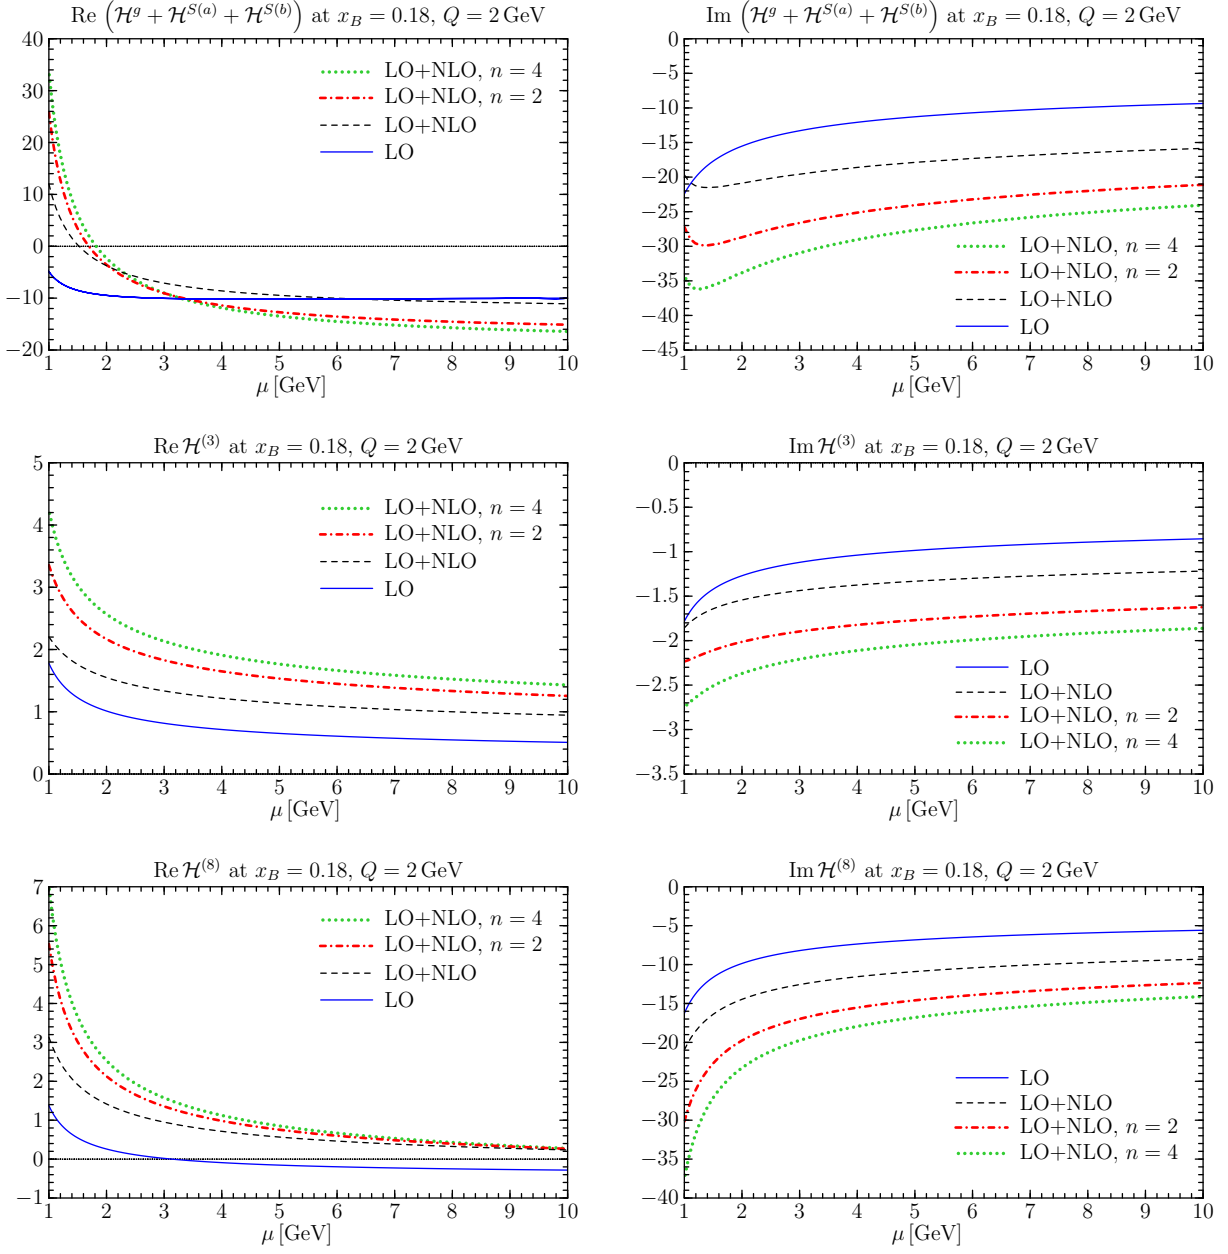 Re (ℋ^g + ℋ^{S(a)} + ℋ^{S(b)}) at x_B = 0.18, Q = 2 GeV
40
30
20
10
0
−10
−20
1 2 3 4 5 6 7 8 9 10
μ [GeV]
LO+NLO, n = 4
LO+NLO, n = 2
LO+NLO
LO
Im (ℋ^g + ℋ^{S(a)} + ℋ^{S(b)}) at x_B = 0.18, Q = 2 GeV
0
−5
−10
−15
−20
−25
−30
−35
−40
−45
1 2 3 4 5 6 7 8 9 10
μ [GeV]
LO+NLO, n = 4
LO+NLO, n = 2
LO+NLO
LO
Re ℋ^{(3)} at x_B = 0.18, Q = 2 GeV
5
4
3
2
1
0
1 2 3 4 5 6 7 8 9 10
μ [GeV]
LO+NLO, n = 4
LO+NLO, n = 2
LO+NLO
LO
Im ℋ^{(3)} at x_B = 0.18, Q = 2 GeV
0
−0.5
−1
−1.5
−2
−2.5
−3
−3.5
1 2 3 4 5 6 7 8 9 10
μ [GeV]
LO
LO+NLO
LO+NLO, n = 2
LO+NLO, n = 4
Re ℋ^{(8)} at x_B = 0.18, Q = 2 GeV
7
6
5
4
3
2
1
0
−1
1 2 3 4 5 6 7 8 9 10
μ [GeV]
LO+NLO, n = 4
LO+NLO, n = 2
LO+NLO
LO
Im ℋ^{(8)} at x_B = 0.18, Q = 2 GeV
0
−5
−10
−15
−20
−25
−30
−35
−40
1 2 3 4 5 6 7 8 9 10
μ [GeV]
LO
LO+NLO
LO+NLO, n = 2
LO+NLO, n = 4